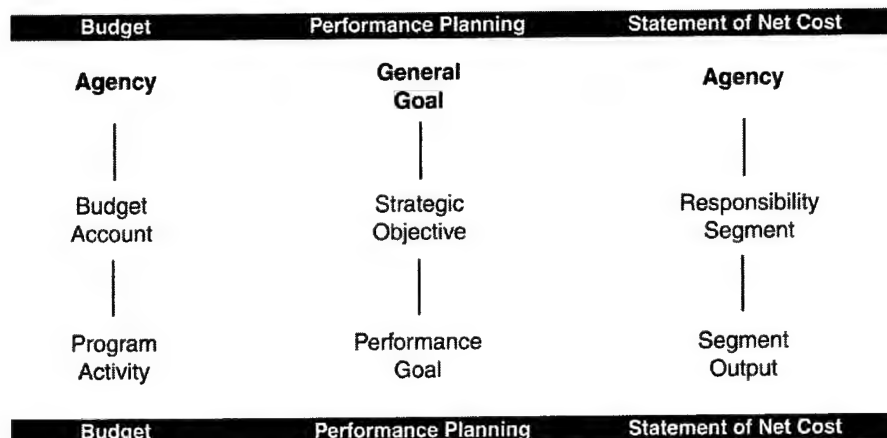 Budget Performance Planning Statement of Net Cost
Agency General Goal Agency
Budget Account Strategic Objective Responsibility Segment
Program Activity Performance Goal Segment Output
Budget Performance Planning Statement of Net Cost